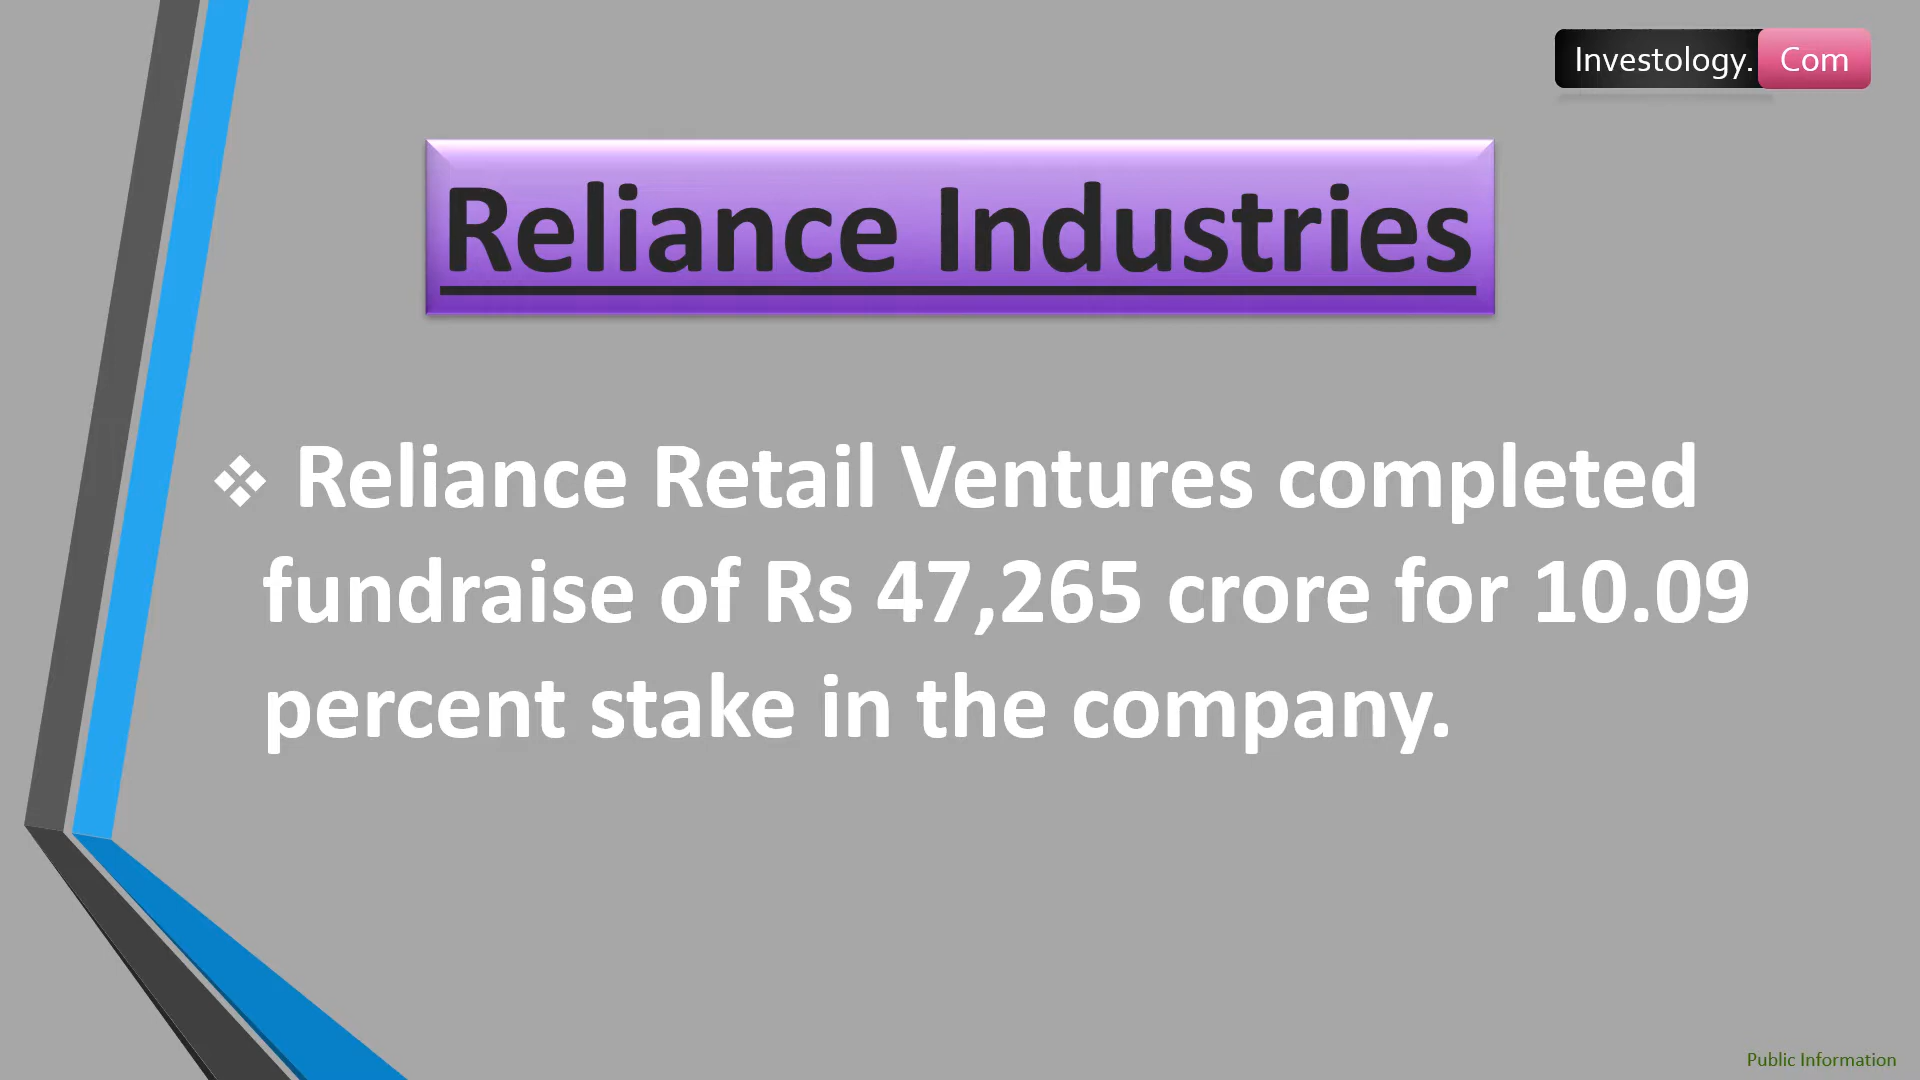 Investology. Com
Reliance Industries
❖ Reliance Retail Ventures completed
fundraise of Rs 47,265 crore for 10.09
percent stake in the company.
Public Information